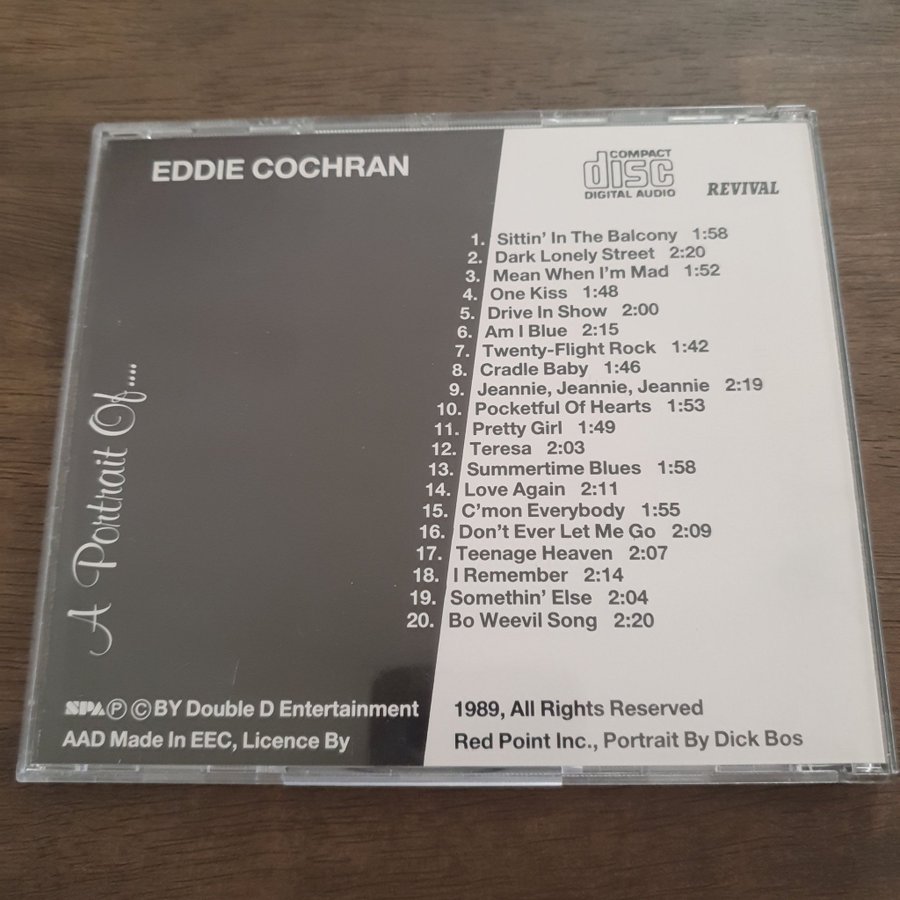 EDDIE COCHRAN
COMPACT
disc
DIGITAL AUDIO
REVIVAL
1. Sittin' In The Balcony 1:58
2. Dark Lonely Street 2:20
3. Mean When I'm Mad 1:52
4. One Kiss 1:48
5. Drive In Show 2:00
6. Am I Blue 2:15
7. Twenty-Flight Rock 1:42
8. Cradle Baby 1:46
9. Jeannie, Jeannie, Jeannie 2:19
10. Pocketful Of Hearts 1:53
11. Pretty Girl 1:49
12. Teresa 2:03
13. Summertime Blues 1:58
14. Love Again 2:11
15. C'mon Everybody 1:55
16. Don't Ever Let Me Go 2:09
17. Teenage Heaven 2:07
18. I Remember 2:14
19. Somethin' Else 2:04
20. Bo Weevil Song 2:20
A Portrait Of....
SPA ℗ © BY Double D Entertainment 1989, All Rights Reserved
AAD Made In EEC, Licence By Red Point Inc., Portrait By Dick Bos